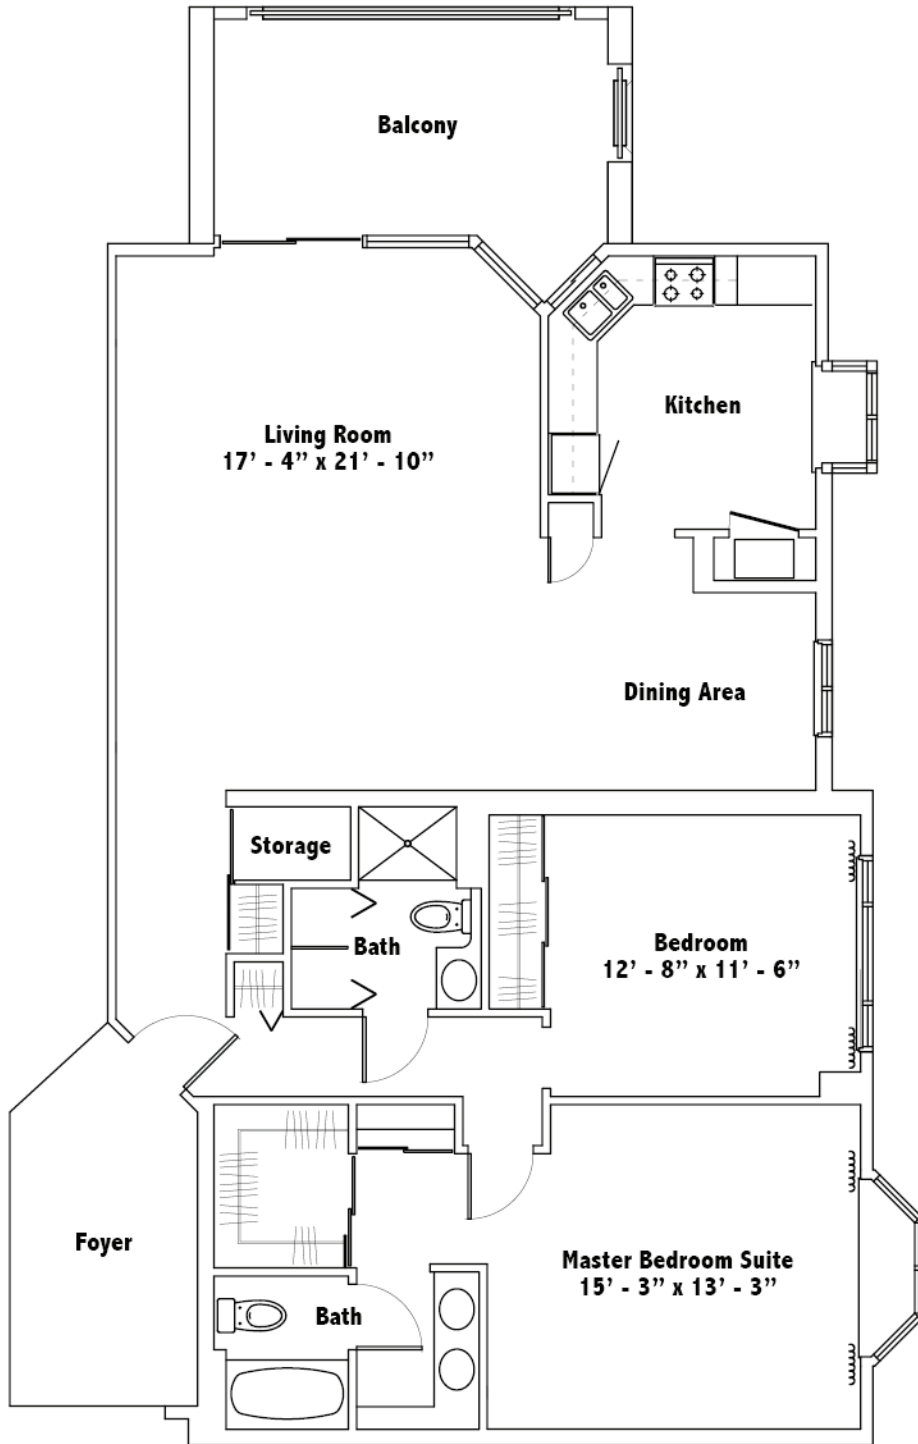 Balcony
Kitchen
Living Room
17’ - 4” x 21’ - 10”
Dining Area
Storage
Bath
Bedroom
12’ - 8” x 11’ - 6”
Foyer
Master Bedroom Suite
15’ - 3” x 13’ - 3”
Bath